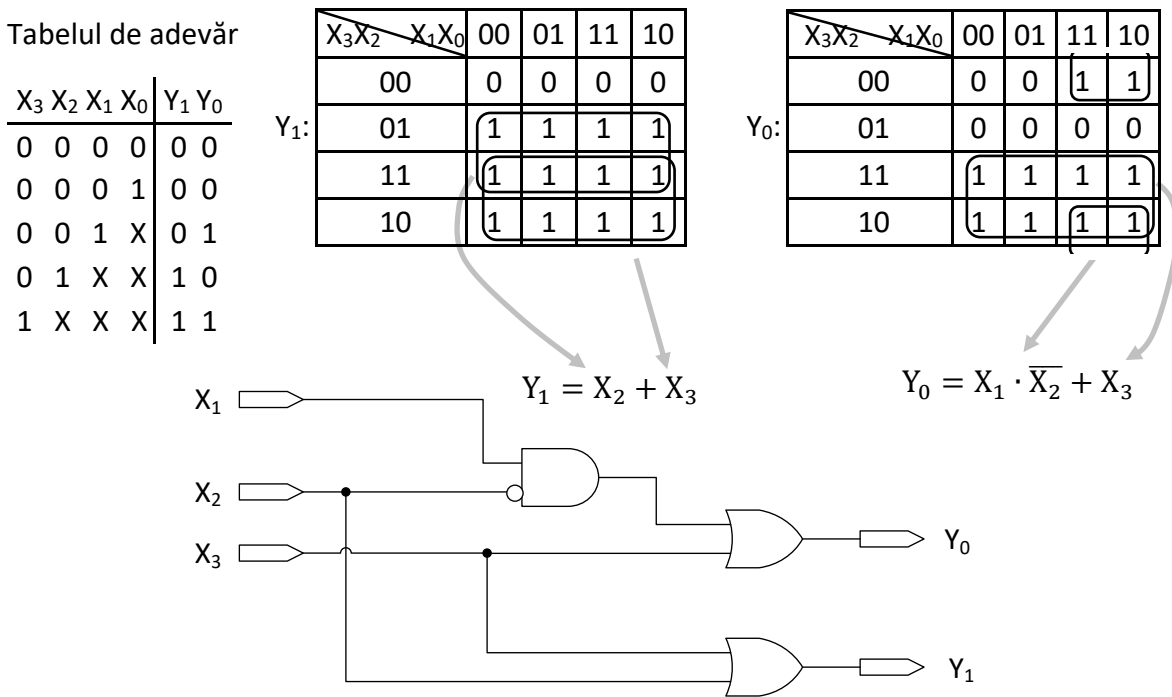 Tabelul de adevăr
X₃ X₂ X₁ X₀ Y₁ Y₀
0 0 0 0 0 0
0 0 0 1 0 0
0 0 1 X 0 1
0 1 X X 1 0
1 X X X 1 1
Y₁:
X₃X₂ X₁X₀ 00 01 11 10
00 0 0 0 0
01 1 1 1 1
11 1 1 1 1
10 1 1 1 1
Y₀:
X₃X₂ X₁X₀ 00 01 11 10
00 0 0 1 1
01 0 0 0 0
11 1 1 1 1
10 1 1 1 1
Y₁ = X₂ + X₃
Y₀ = X₁ · X̅₂̅ + X₃
X₁
X₂
X₃
Y₀
Y₁